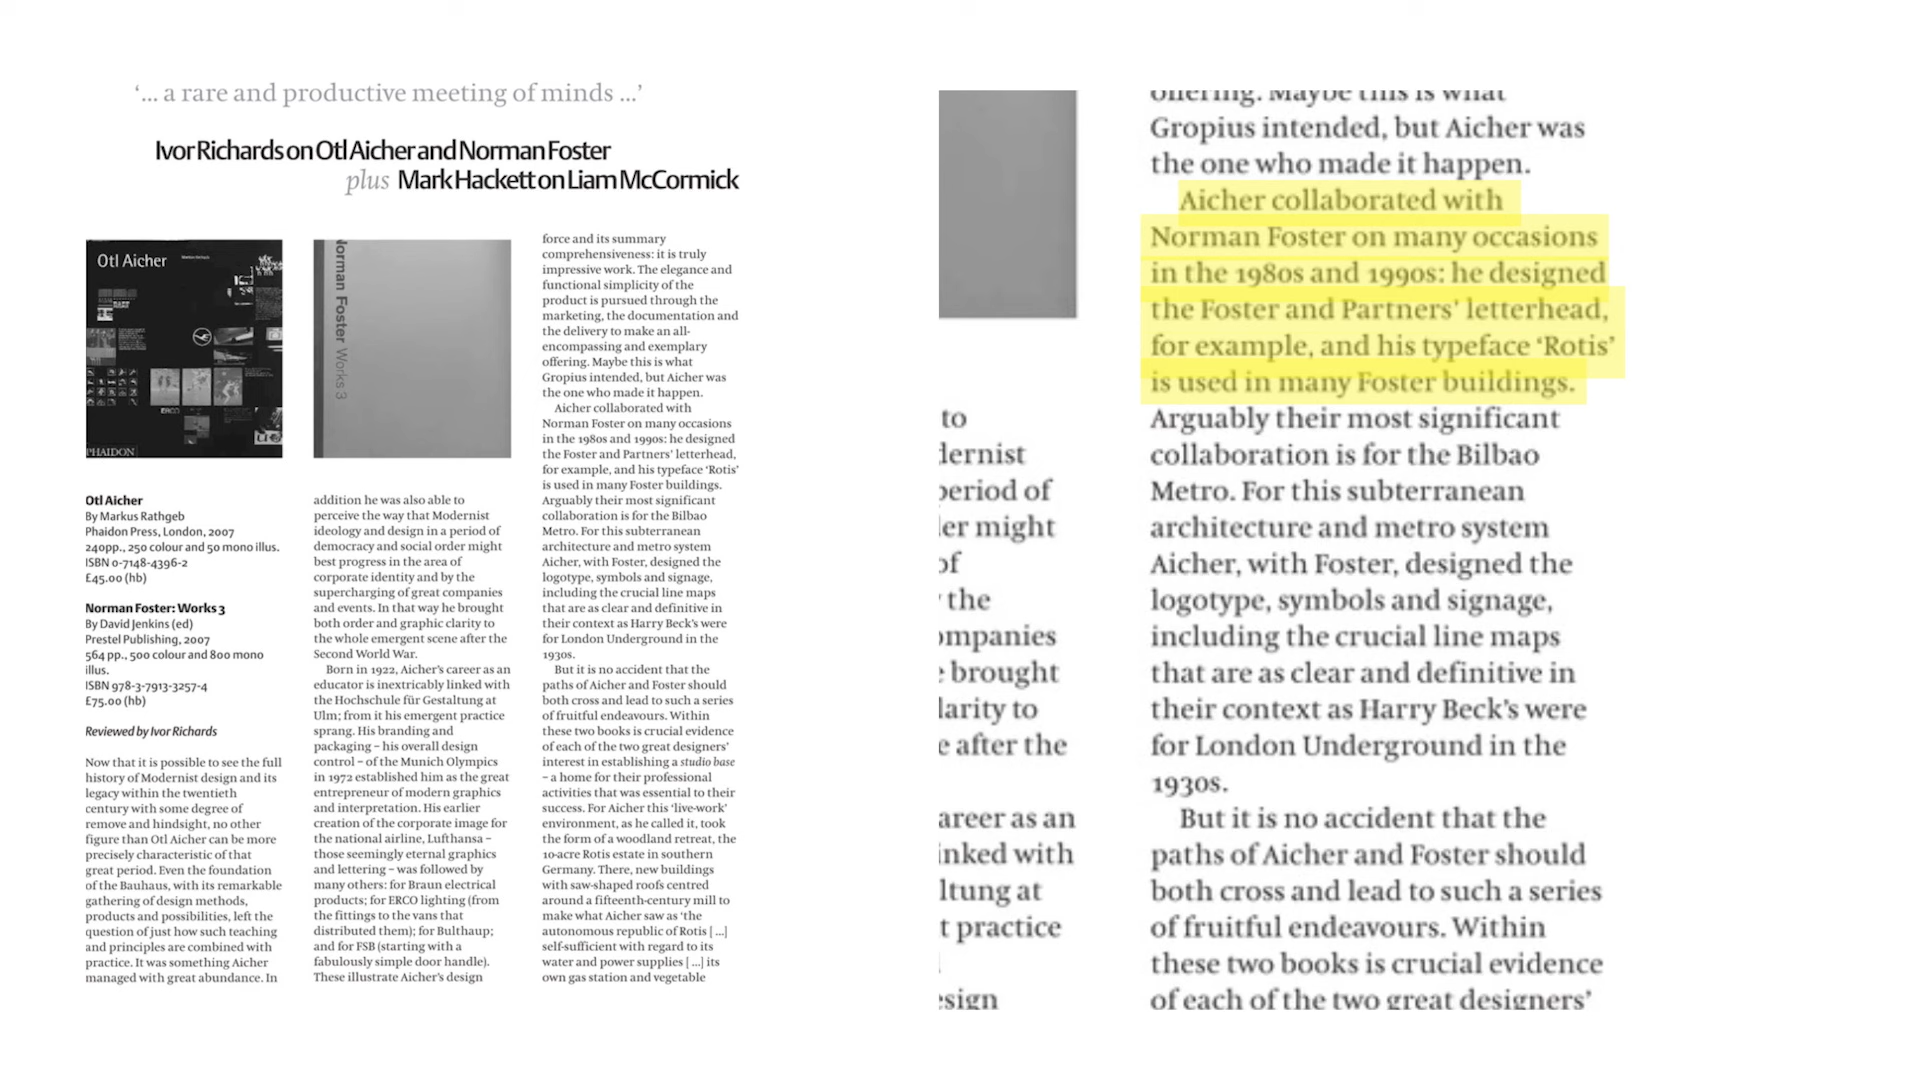 ‘... a rare and productive meeting of minds ...’
Ivor Richards on Otl Aicher and Norman Foster
plus Mark Hackett on Liam McCormick
Otl Aicher
PHAIDON
ERCO
Norman Foster Works 3
Otl Aicher
By Markus Rathgeb
Phaidon Press, London, 2007
240pp., 250 colour and 50 mono illus.
ISBN 0-7148-4396-2
£45.00 (hb)
Norman Foster: Works 3
By David Jenkins (ed)
Prestel Publishing, 2007
564 pp., 500 colour and 800 mono
illus.
ISBN 978-3-7913-3257-4
£75.00 (hb)
Reviewed by Ivor Richards
Now that it is possible to see the full
history of Modernist design and its
legacy within the twentieth
century with some degree of
remove and hindsight, no other
figure than Otl Aicher can be more
precisely characteristic of that
great period. Even the foundation
of the Bauhaus, with its remarkable
gathering of design methods,
products and possibilities, left the
question of just how such teaching
and principles are combined with
practice. It was something Aicher
managed with great abundance. In
addition he was also able to
perceive the way that Modernist
ideology and design in a period of
democracy and social order might
best progress in the area of
corporate identity and by the
supercharging of great companies
and events. In that way he brought
both order and graphic clarity to
the whole emergent scene after the
Second World War.
Born in 1922, Aicher’s career as an
educator is inextricably linked with
the Hochschule für Gestaltung at
Ulm; from it his emergent practice
sprang. His branding and
packaging – his overall design
control – of the Munich Olympics
in 1972 established him as the great
entrepreneur of modern graphics
and interpretation. His earlier
creation of the corporate image for
the national airline, Lufthansa –
those seemingly eternal graphics
and lettering – was followed by
many others: for Braun electrical
products; for ERCO lighting (from
the fittings to the vans that
distributed them); for Bulthaup;
and for FSB (starting with a
fabulously simple door handle).
These illustrate Aicher’s design
force and its summary
comprehensiveness: it is truly
impressive work. The elegance and
functional simplicity of the
product is pursued through the
marketing, the documentation and
the delivery to make an all-
encompassing and exemplary
offering. Maybe this is what
Gropius intended, but Aicher was
the one who made it happen.
Aicher collaborated with
Norman Foster on many occasions
in the 1980s and 1990s: he designed
the Foster and Partners’ letterhead,
for example, and his typeface ‘Rotis’
is used in many Foster buildings.
Arguably their most significant
collaboration is for the Bilbao
Metro. For this subterranean
architecture and metro system
Aicher, with Foster, designed the
logotype, symbols and signage,
including the crucial line maps
that are as clear and definitive in
their context as Harry Beck’s were
for London Underground in the
1930s.
But it is no accident that the
paths of Aicher and Foster should
both cross and lead to such a series
of fruitful endeavours. Within
these two books is crucial evidence
of each of the two great designers’
interest in establishing a studio base
– a home for their professional
activities that was essential to their
success. For Aicher this ‘live-work’
environment, as he called it, took
the form of a woodland retreat, the
10-acre Rotis estate in southern
Germany. There, new buildings
with saw-shaped roofs centred
around a fifteenth-century mill to
make what Aicher saw as ‘the
autonomous republic of Rotis [ ...]
self-sufficient with regard to its
water and power supplies [ ...] its
own gas station and vegetable
to
dernist
period of
er might
of
the
ompanies
brought
larity to
e after the
areer as an
inked with
ltung at
t practice
esign
offering. Maybe this is what
Gropius intended, but Aicher was
the one who made it happen.
Aicher collaborated with
Norman Foster on many occasions
in the 1980s and 1990s: he designed
the Foster and Partners’ letterhead,
for example, and his typeface ‘Rotis’
is used in many Foster buildings.
Arguably their most significant
collaboration is for the Bilbao
Metro. For this subterranean
architecture and metro system
Aicher, with Foster, designed the
logotype, symbols and signage,
including the crucial line maps
that are as clear and definitive in
their context as Harry Beck’s were
for London Underground in the
1930s.
But it is no accident that the
paths of Aicher and Foster should
both cross and lead to such a series
of fruitful endeavours. Within
these two books is crucial evidence
of each of the two great designers’